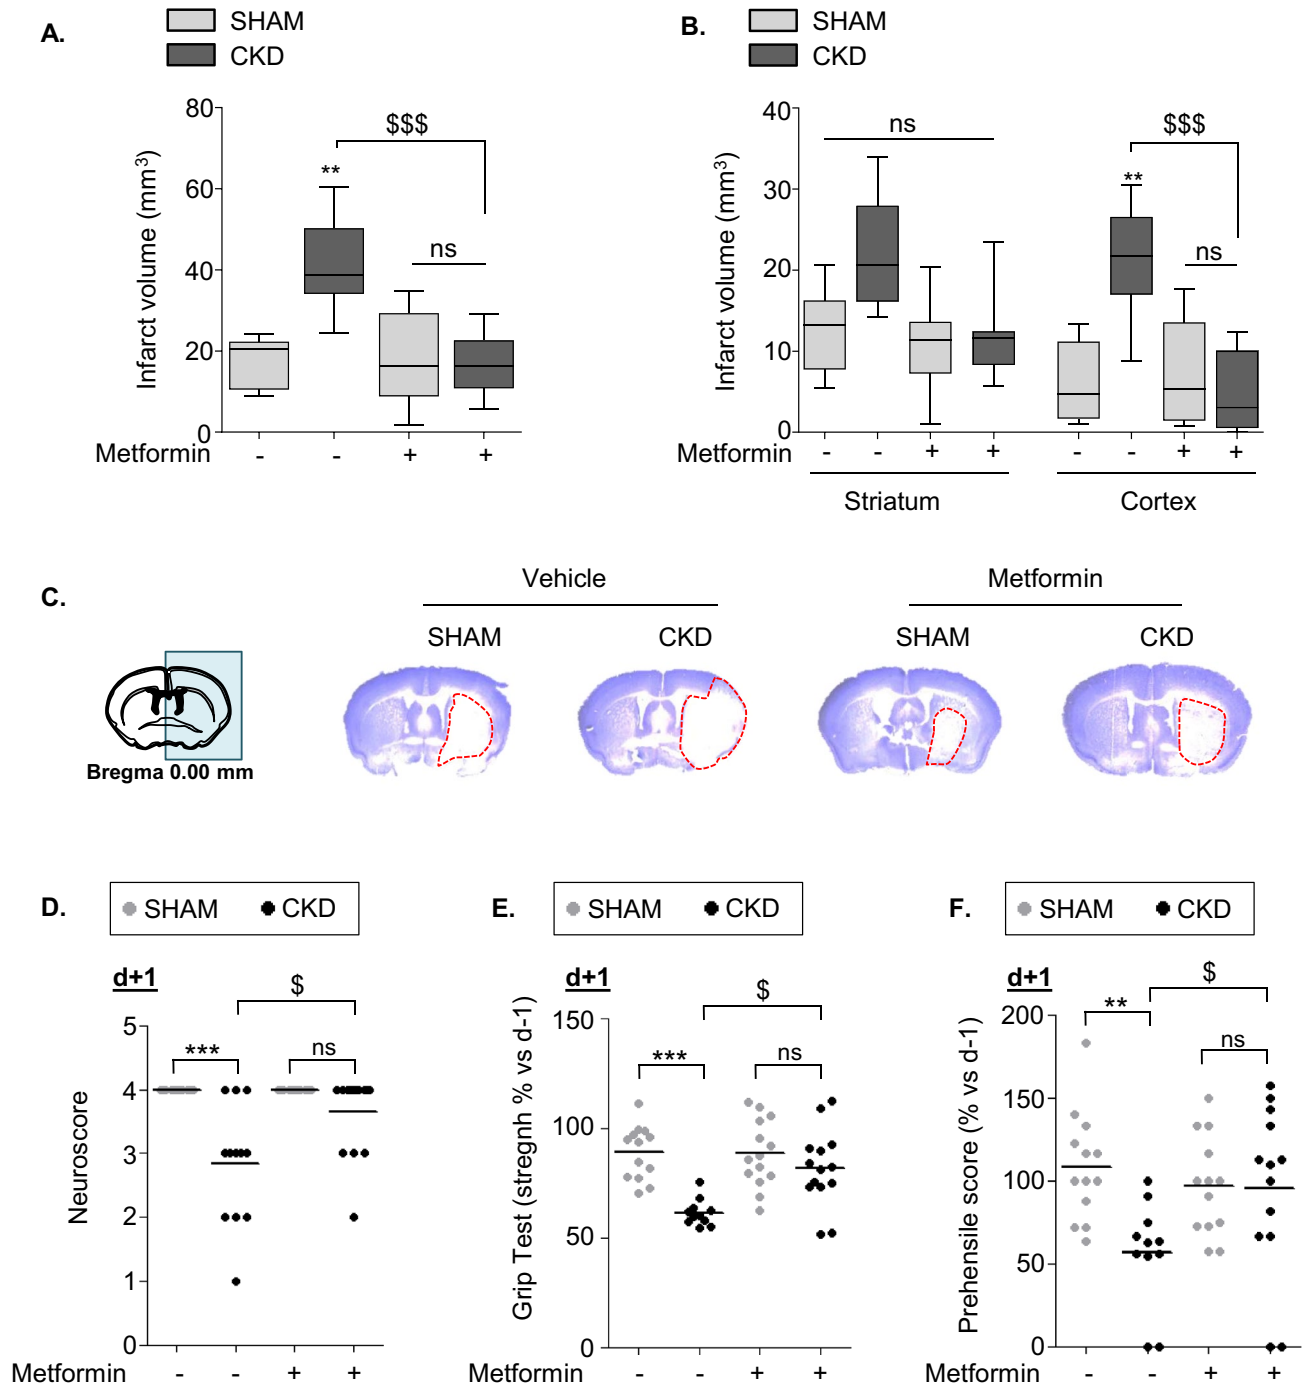 A.
SHAM
CKD
Infarct volume (mm³)
80
60
40
20
0
$$$
**
ns
Metformin - - + +
B.
SHAM
CKD
Infarct volume (mm³)
40
30
20
10
0
ns
$$$
**
ns
Metformin - - + + - - + +
Striatum Cortex
C.
Vehicle Metformin
SHAM CKD SHAM CKD
Bregma 0.00 mm
D.
SHAM CKD
d+1
Neuroscore
5
4
3
2
1
0
$
***
ns
Metformin - - + +
E.
SHAM CKD
d+1
Grip Test (stregnh % vs d-1)
150
100
50
0
$
***
ns
Metformin - - + +
F.
SHAM CKD
d+1
Prehensile score (% vs d-1)
200
150
100
50
0
$
**
ns
Metformin - - + +